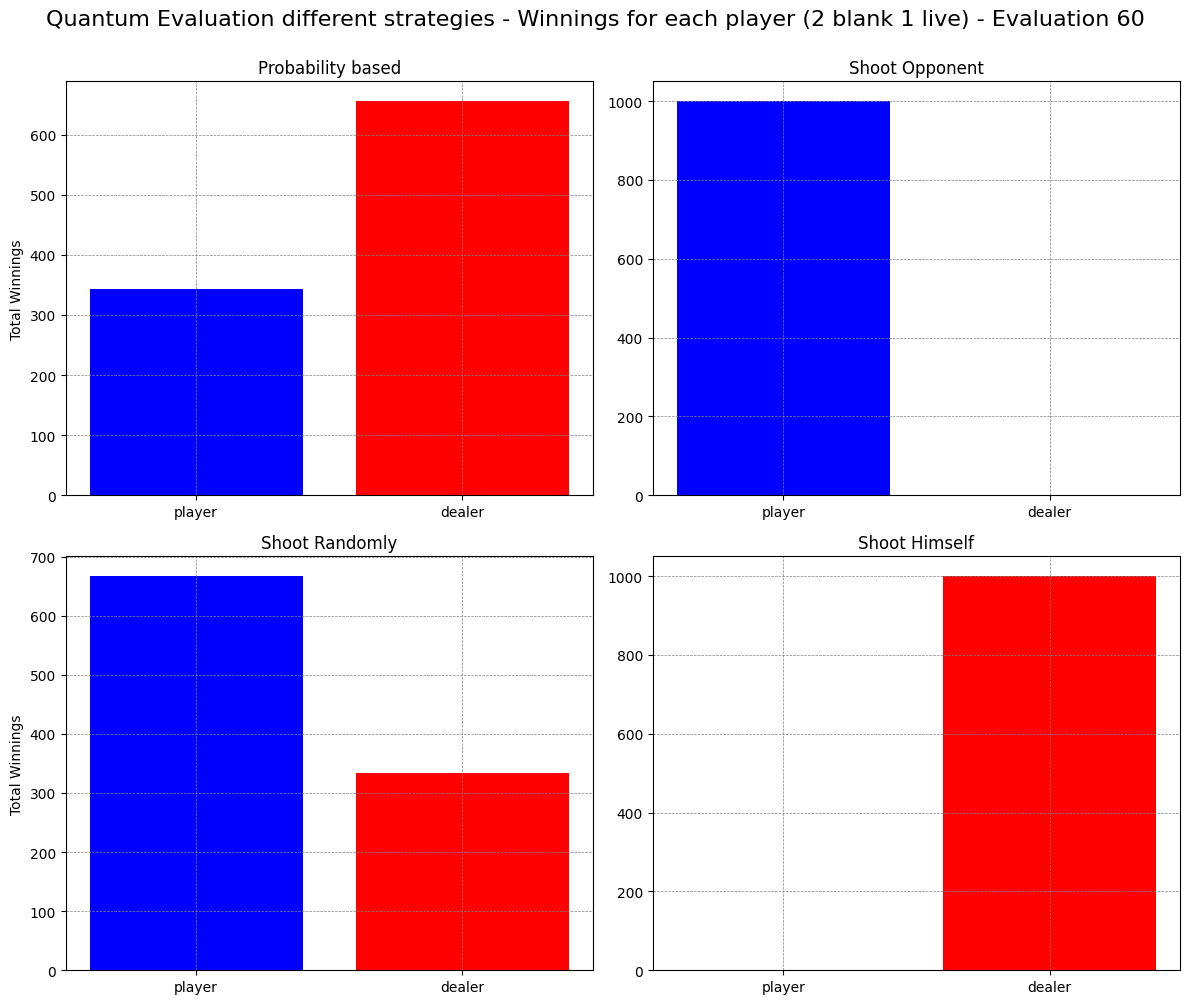 Quantum Evaluation different strategies - Winnings for each player (2 blank 1 live) - Evaluation 60
Probability based
Total Winnings
600
500
400
300
200
100
0
player dealer
Shoot Opponent
1000
800
600
400
200
0
player dealer
Shoot Randomly
Total Winnings
700
600
500
400
300
200
100
0
player dealer
Shoot Himself
1000
800
600
400
200
0
player dealer